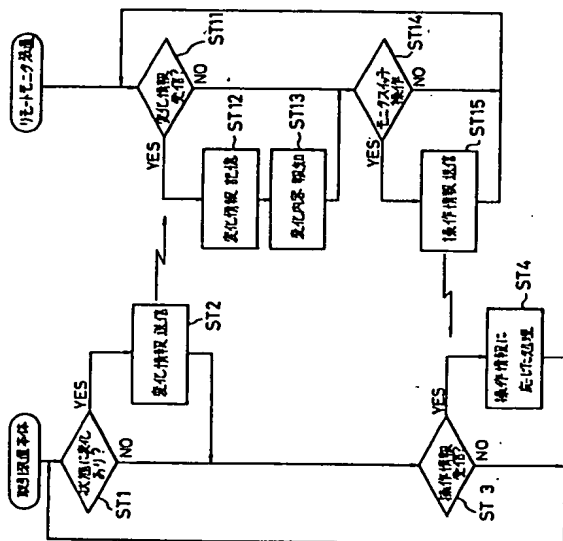 取引装置本体
状態に変化
あり?
ST1
YES
NO
変化情報 送信
ST2
操作情報
受信?
ST 3
YES
NO
操作情報に
応じた処理
ST4
リモートモニタ装置
変化情報
受信?
ST11
YES
NO
変化情報 記憶
ST12
変化内容 報知
ST13
モニタスイッチ
操作
ST14
YES
NO
操作情報 送信
ST15